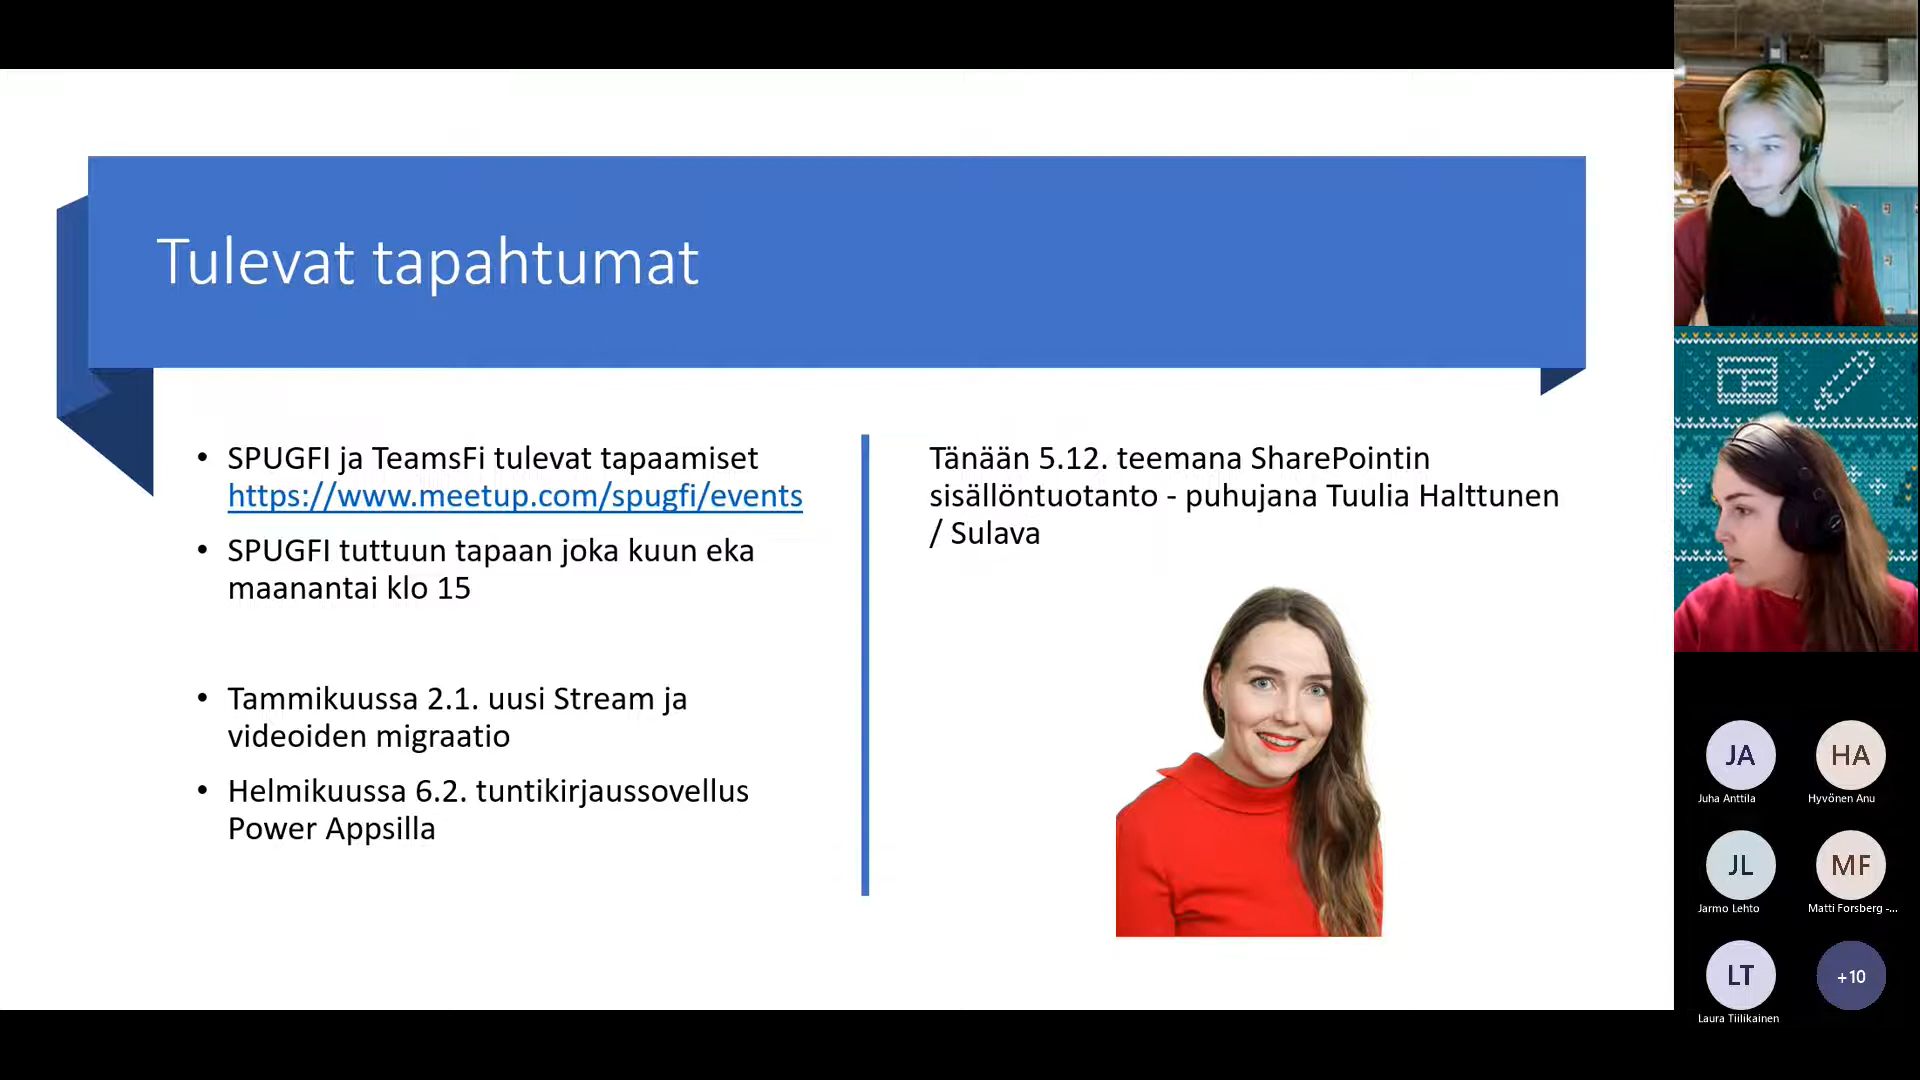 Tulevat tapahtumat
• SPUGFI ja TeamsFi tulevat tapaamiset
https://www.meetup.com/spugfi/events
• SPUGFI tuttuun tapaan joka kuun eka
maanantai klo 15
• Tammikuussa 2.1. uusi Stream ja
videoiden migraatio
• Helmikuussa 6.2. tuntikirjaussovellus
Power Appsilla
Tänään 5.12. teemana SharePointin
sisällöntuotanto - puhujana Tuulia Halttunen
/ Sulava
JA
Juha Anttila
HA
Hyvönen Anu
JL
Jarmo Lehto
MF
Matti Forsberg -...
LT
Laura Tiilikainen
+10